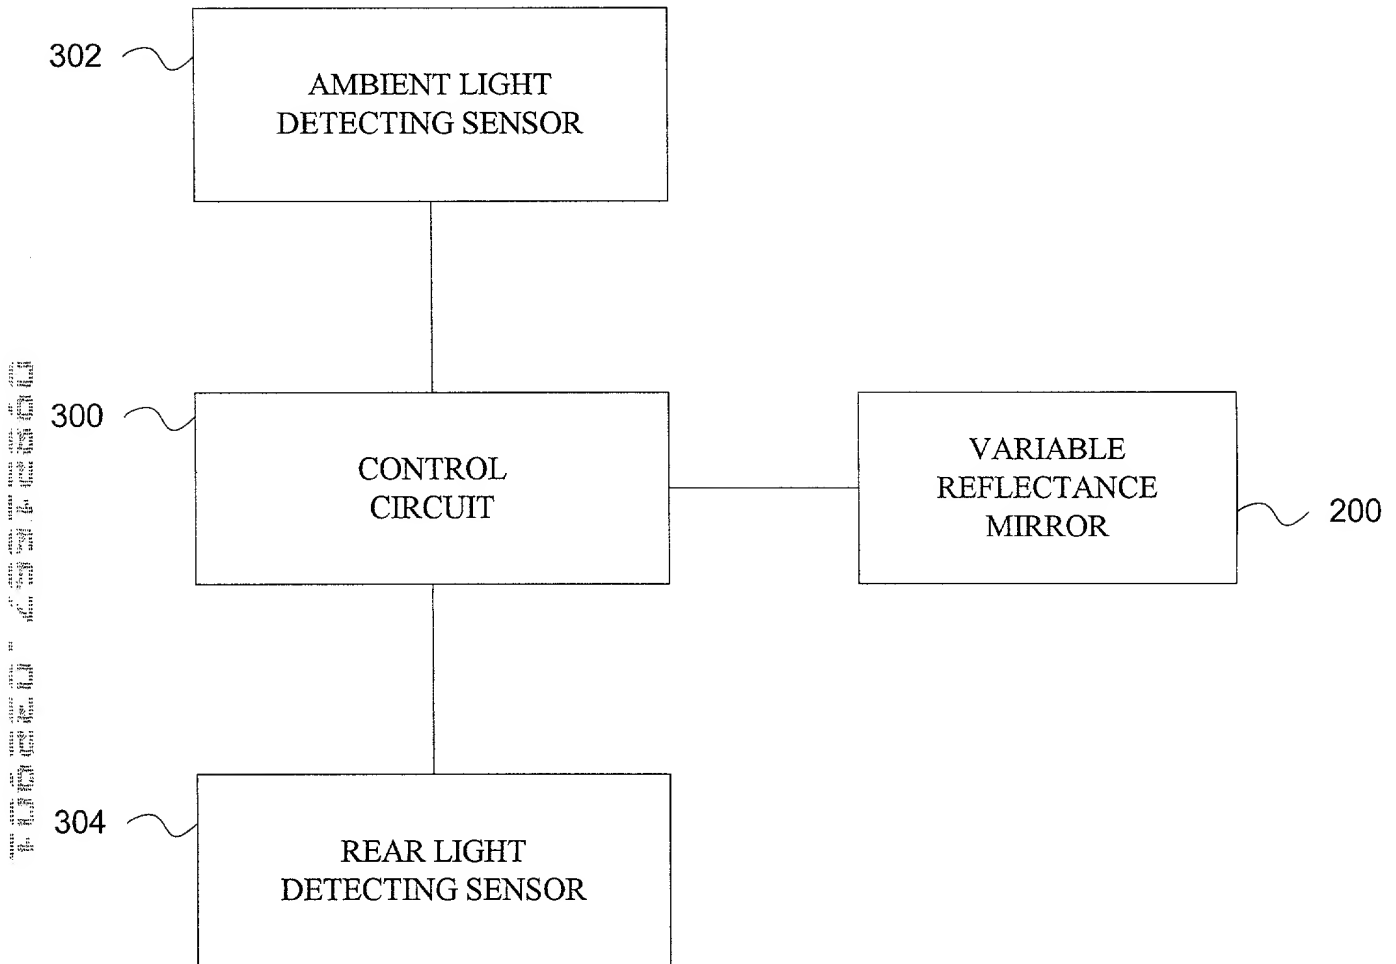 302
AMBIENT LIGHT
DETECTING SENSOR
300
CONTROL
CIRCUIT
VARIABLE
REFLECTANCE
MIRROR
200
304
REAR LIGHT
DETECTING SENSOR